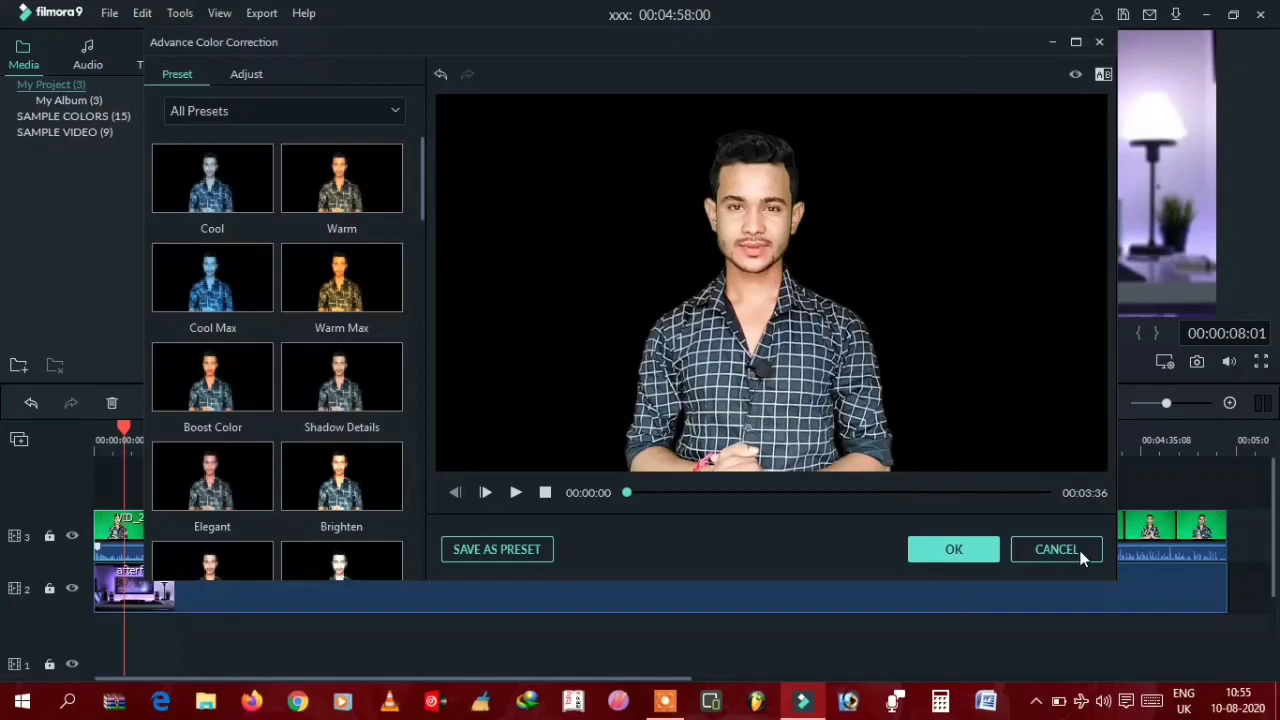 filmora9 File Edit Tools View Export Help xxx: 00:04:58:00
Media Audio T
My Project (3)
My Album (3)
SAMPLE COLORS (15)
SAMPLE VIDEO (9)
Advance Color Correction
Preset Adjust
All Presets
Cool Warm
Cool Max Warm Max
Boost Color Shadow Details
Elegant Brighten
00:00:00 00:03:36
SAVE AS PRESET OK CANCEL
00:00:08:01
00:00:00:00 00:04:35:08 00:05:0
3
2
1
ENG
UK
10:55
10-08-2020